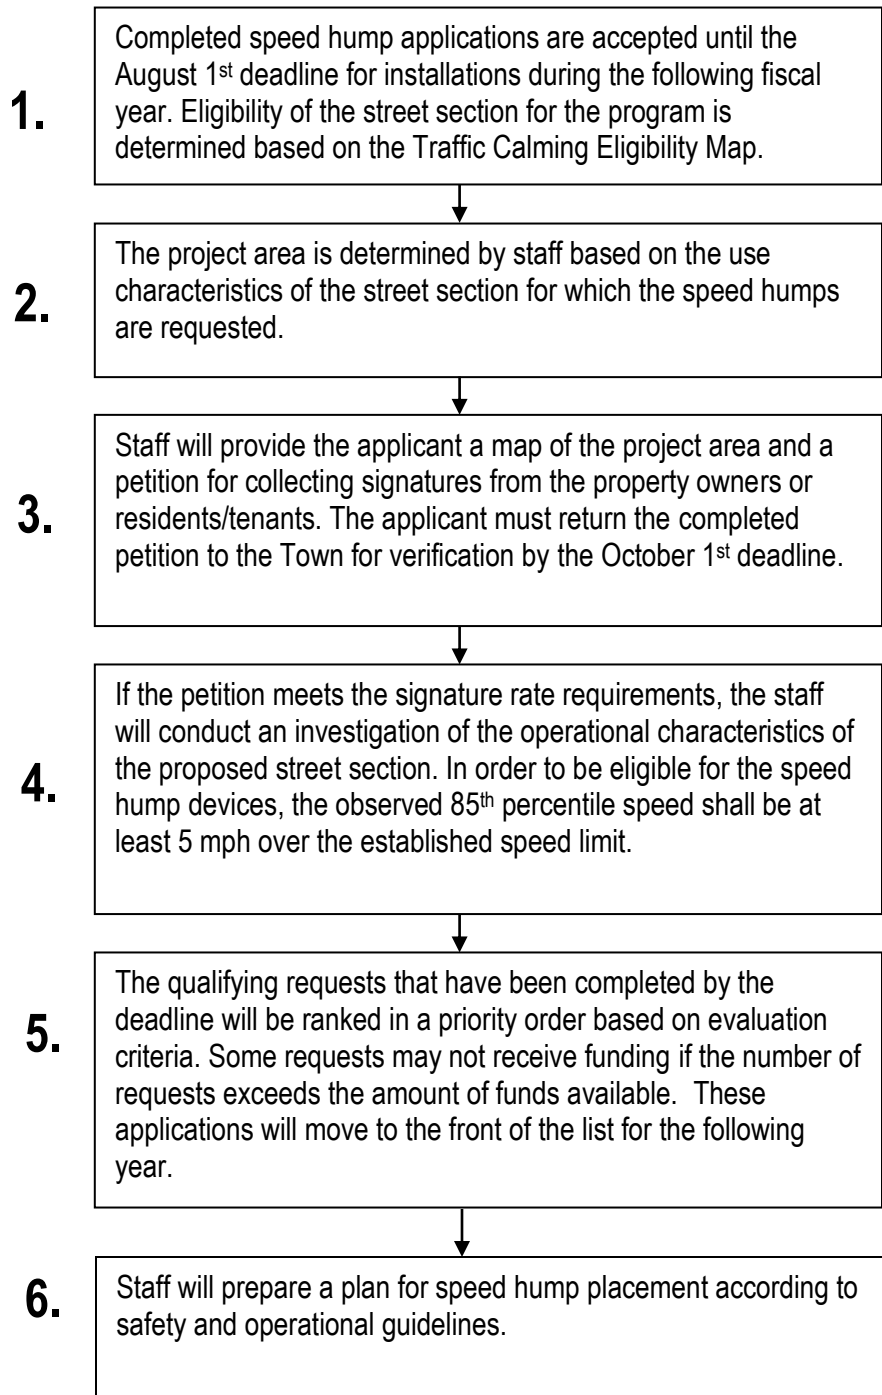 1.
Completed speed hump applications are accepted until the
August 1st deadline for installations during the following fiscal
year. Eligibility of the street section for the program is
determined based on the Traffic Calming Eligibility Map.
2.
The project area is determined by staff based on the use
characteristics of the street section for which the speed humps
are requested.
3.
Staff will provide the applicant a map of the project area and a
petition for collecting signatures from the property owners or
residents/tenants. The applicant must return the completed
petition to the Town for verification by the October 1st deadline.
4.
If the petition meets the signature rate requirements, the staff
will conduct an investigation of the operational characteristics of
the proposed street section. In order to be eligible for the speed
hump devices, the observed 85th percentile speed shall be at
least 5 mph over the established speed limit.
5.
The qualifying requests that have been completed by the
deadline will be ranked in a priority order based on evaluation
criteria. Some requests may not receive funding if the number of
requests exceeds the amount of funds available.  These
applications will move to the front of the list for the following
year.
6.
Staff will prepare a plan for speed hump placement according to
safety and operational guidelines.